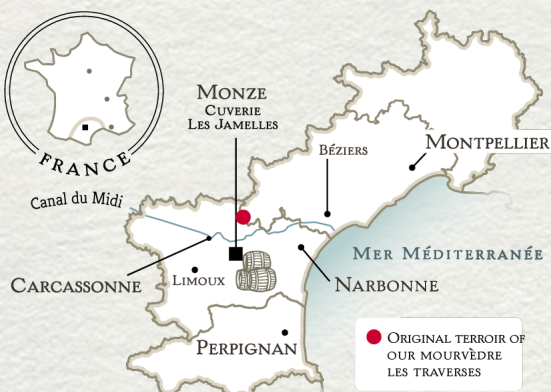 FRANCE
MONZE
CUVERIE
LES JAMELLES
BÉZIERS
MONTPELLIER
Canal du Midi
MER MÉDITERRANÉE
CARCASSONNE
LIMOUX
NARBONNE
PERPIGNAN
ORIGINAL TERROIR OF
OUR MOURVÈDRE
LES TRAVERSES